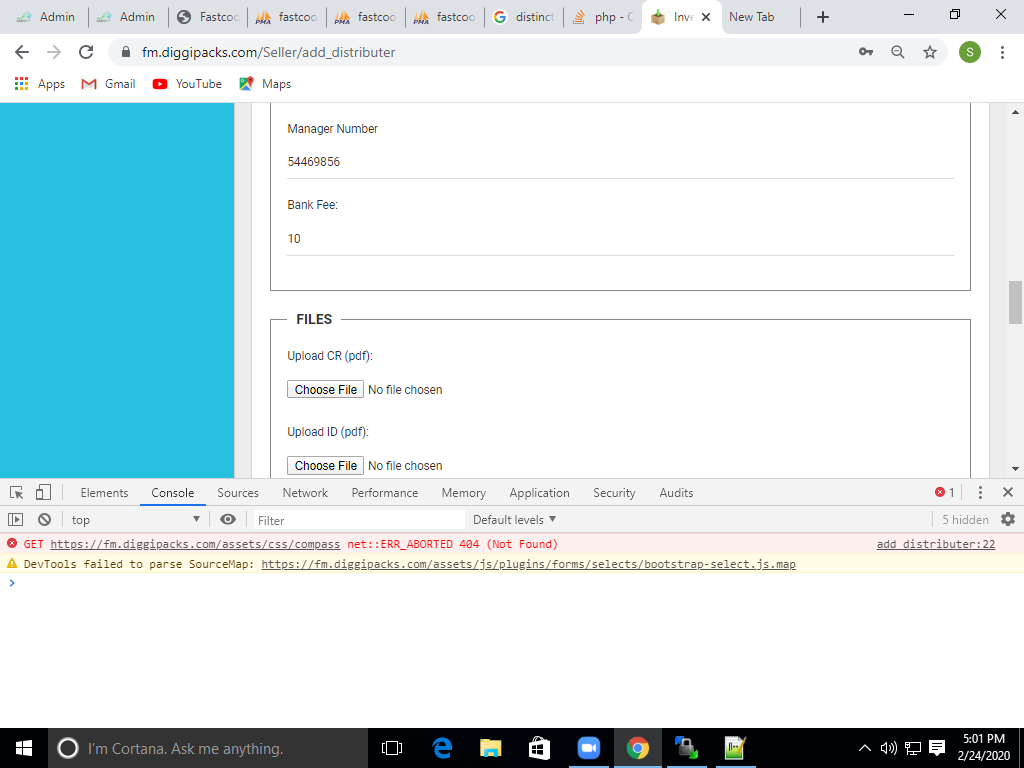 Admin
Admin
Fastcoo
fastcoo
fastcoo
fastcoo
distinct
php - C
Inve
New Tab
fm.diggipacks.com/Seller/add_distributer
S
Apps
Gmail
YouTube
Maps
Manager Number
54469856
Bank Fee:
10
FILES
Upload CR (pdf):
Choose File No file chosen
Upload ID (pdf):
Choose File No file chosen
Elements Console Sources Network Performance Memory Application Security Audits 1
top Filter Default levels 5 hidden
GET https://fm.diggipacks.com/assets/css/compass net::ERR_ABORTED 404 (Not Found) add_distributer:22
DevTools failed to parse SourceMap: https://fm.diggipacks.com/assets/js/plugins/forms/selects/bootstrap-select.js.map
I'm Cortana. Ask me anything.
5:01 PM
2/24/2020